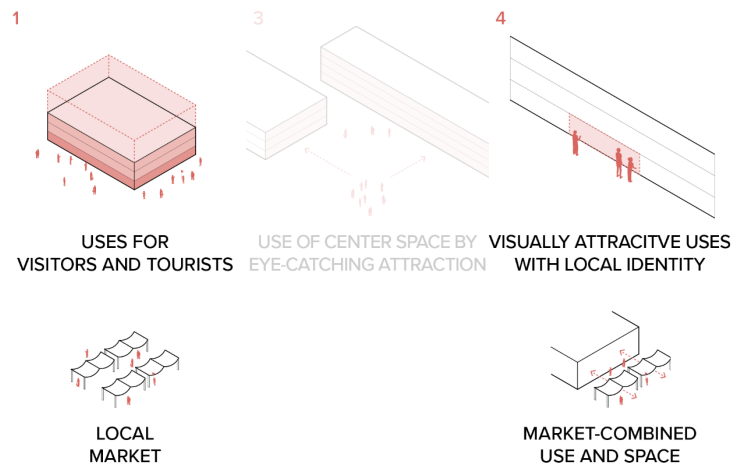 1
3
4
USES FOR
VISITORS AND TOURISTS
USE OF CENTER SPACE BY
EYE-CATCHING ATTRACTION
VISUALLY ATTRACITVE USES
WITH LOCAL IDENTITY
LOCAL
MARKET
MARKET-COMBINED
USE AND SPACE